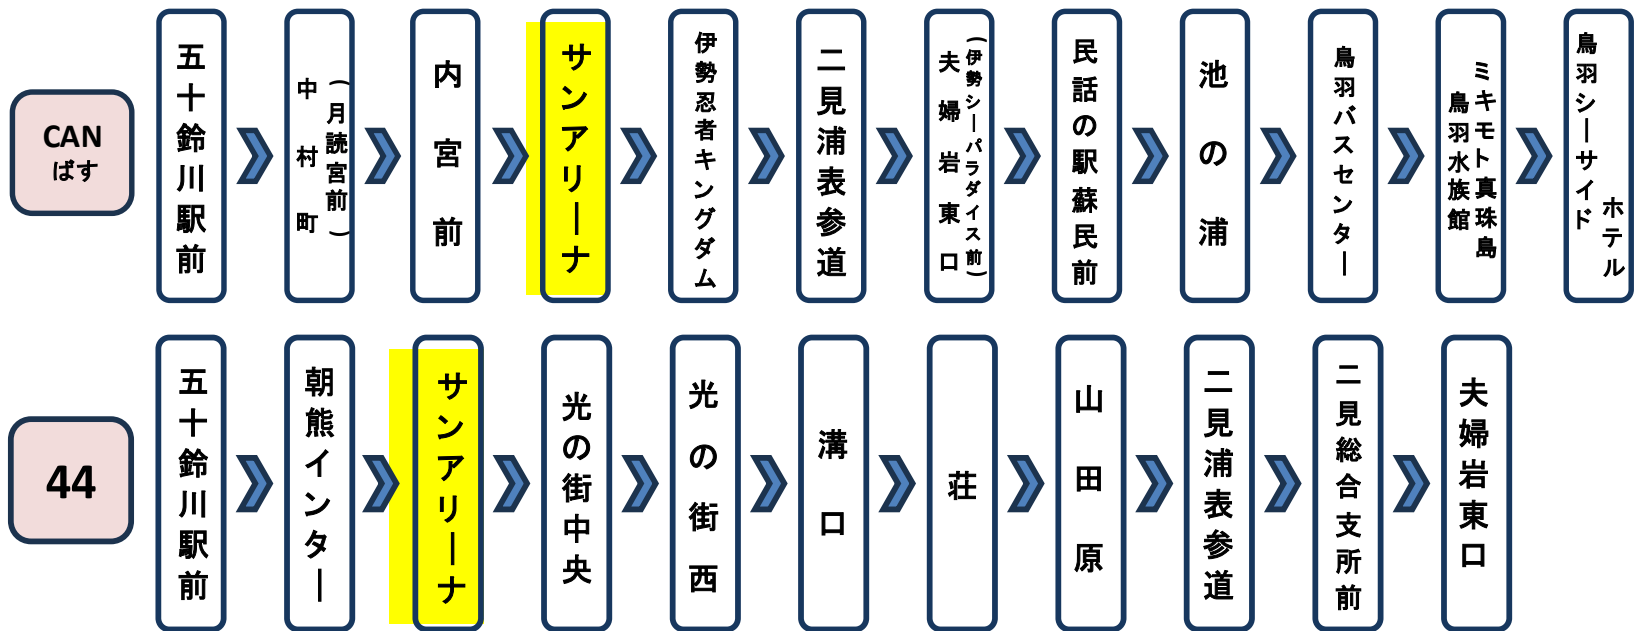 CAN
ばす
五十鈴川駅前
中村町
（月読宮前）
内宮前
サンアリーナ
伊勢忍者キングダム
二見浦表参道
夫婦岩東口
（伊勢シーパラダイス前）
民話の駅蘇民前
池の浦
鳥羽バスセンター
ミキモト真珠島
鳥羽水族館
鳥羽シーサイド
ホテル
44
五十鈴川駅前
朝熊インター
サンアリーナ
光の街中央
光の街西
溝口
荘
山田原
二見浦表参道
二見総合支所前
夫婦岩東口